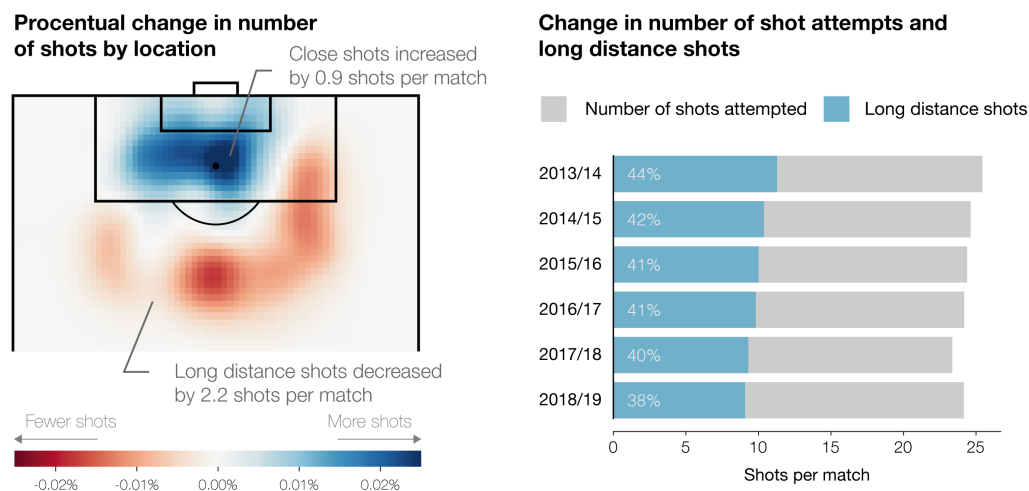 Procentual change in number
of shots by location
Close shots increased
by 0.9 shots per match
Long distance shots decreased
by 2.2 shots per match
Fewer shots
More shots
-0.02%
-0.01%
0.00%
0.01%
0.02%
Change in number of shot attempts and
long distance shots
Number of shots attempted
Long distance shots
2013/14
44%
2014/15
42%
2015/16
41%
2016/17
41%
2017/18
40%
2018/19
38%
0
5
10
15
20
25
Shots per match